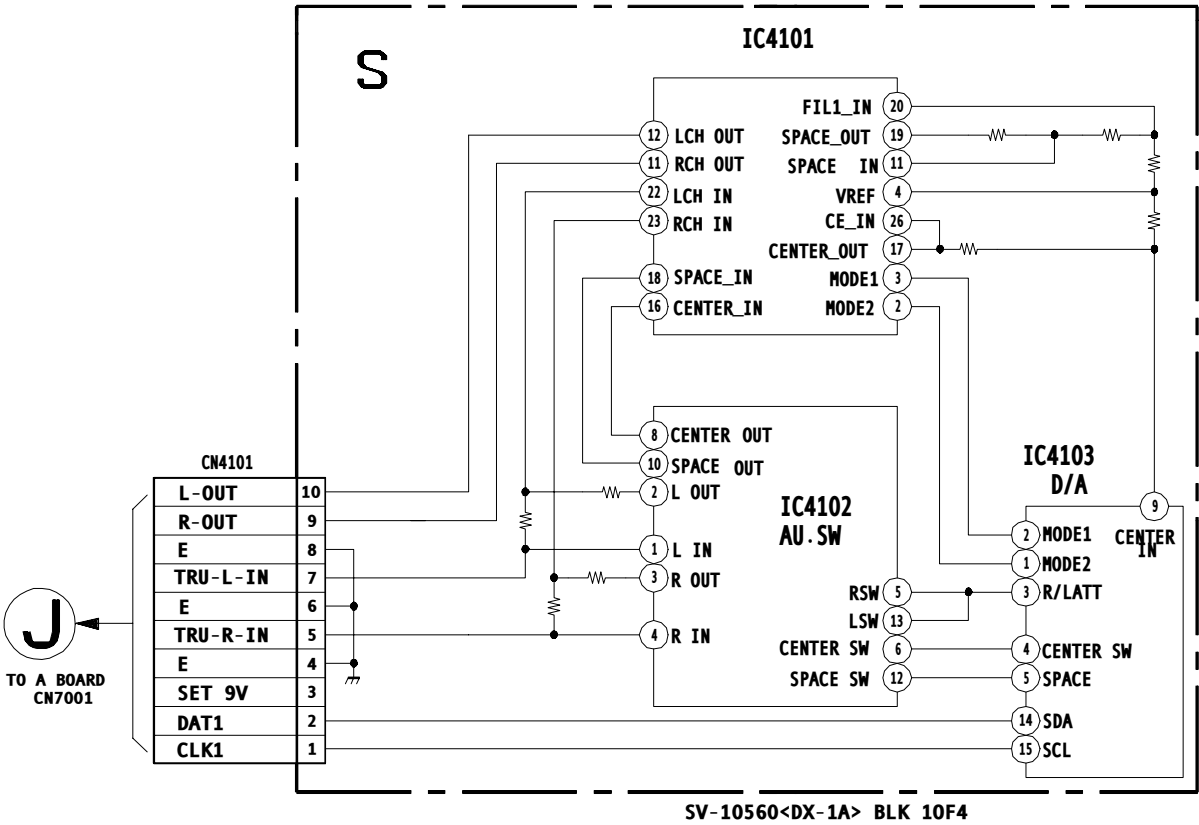 S
IC4101
FIL1_IN 20
12 LCH OUT SPACE_OUT 19
11 RCH OUT SPACE IN 11
22 LCH IN VREF 4
23 RCH IN CE_IN 26
CENTER_OUT 17
18 SPACE_IN MODE1 3
16 CENTER_IN MODE2 2
8 CENTER OUT
10 SPACE OUT
2 L OUT
IC4102
AU.SW
1 L IN
3 R OUT
4 R IN
RSW 5
LSW 13
CENTER SW 6
SPACE SW 12
IC4103
D/A
9
CENTER
IN
2 MODE1
1 MODE2
3 R/LATT
4 CENTER SW
5 SPACE
14 SDA
15 SCL
CN4101
L-OUT 10
R-OUT 9
E 8
TRU-L-IN 7
E 6
TRU-R-IN 5
E 4
SET 9V 3
DAT1 2
CLK1 1
J
TO A BOARD
CN7001
SV-10560<DX-1A> BLK 1OF4